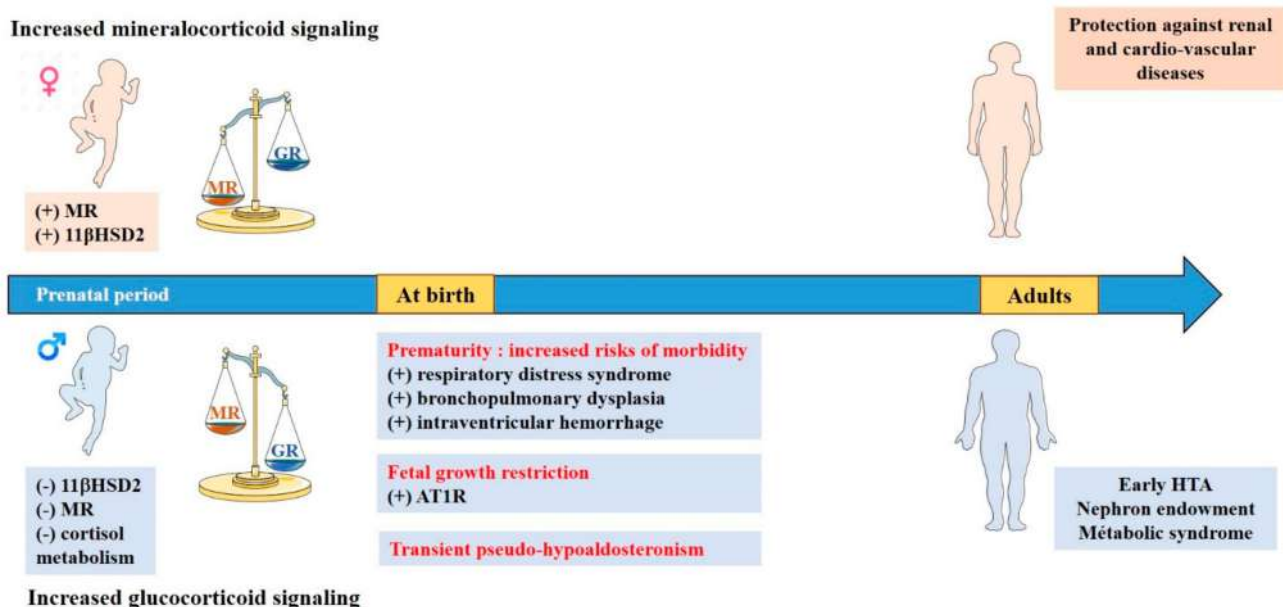 Increased mineralocorticoid signaling
GR
MR
(+) MR
(+) 11βHSD2
Protection against renal
and cardio-vascular
diseases
Prenatal period
At birth
Adults
MR
GR
(-) 11βHSD2
(-) MR
(-) cortisol
metabolism
Increased glucocorticoid signaling
Prematurity : increased risks of morbidity
(+) respiratory distress syndrome
(+) bronchopulmonary dysplasia
(+) intraventricular hemorrhage
Fetal growth restriction
(+) AT1R
Transient pseudo-hypoaldosteronism
Early HTA
Nephron endowment
Métabolic syndrome